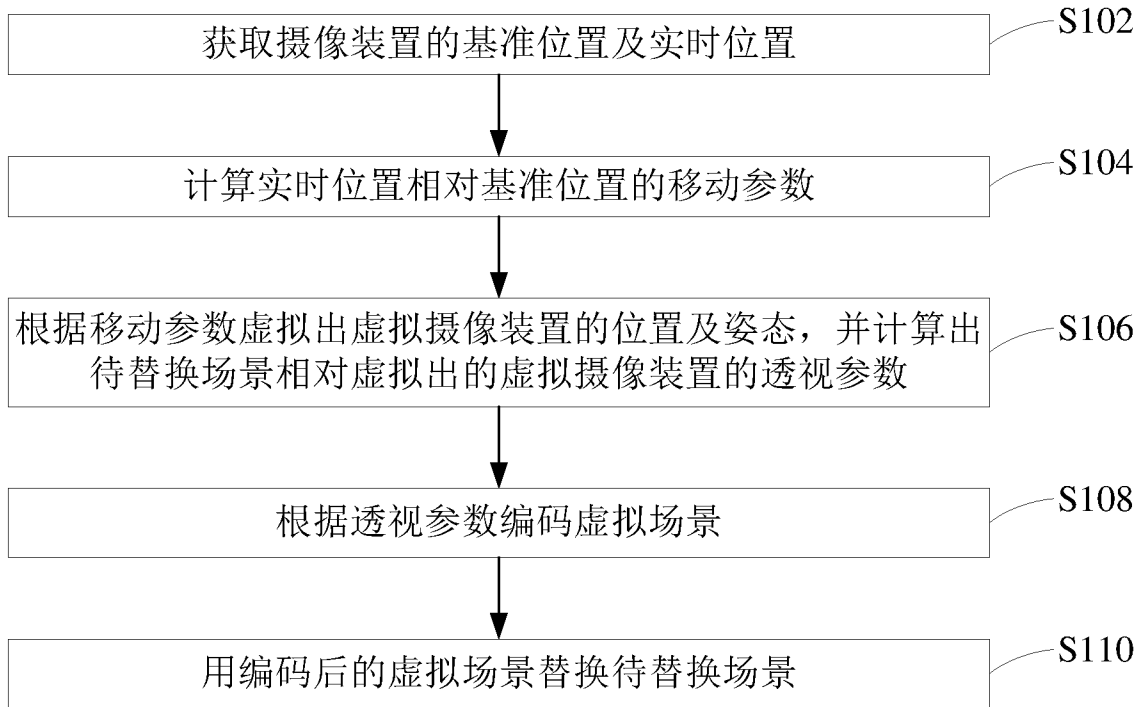 获取摄像装置的基准位置及实时位置
S102
计算实时位置相对基准位置的移动参数
S104
根据移动参数虚拟出虚拟摄像装置的位置及姿态，并计算出
待替换场景相对虚拟出的虚拟摄像装置的透视参数
S106
根据透视参数编码虚拟场景
S108
用编码后的虚拟场景替换待替换场景
S110